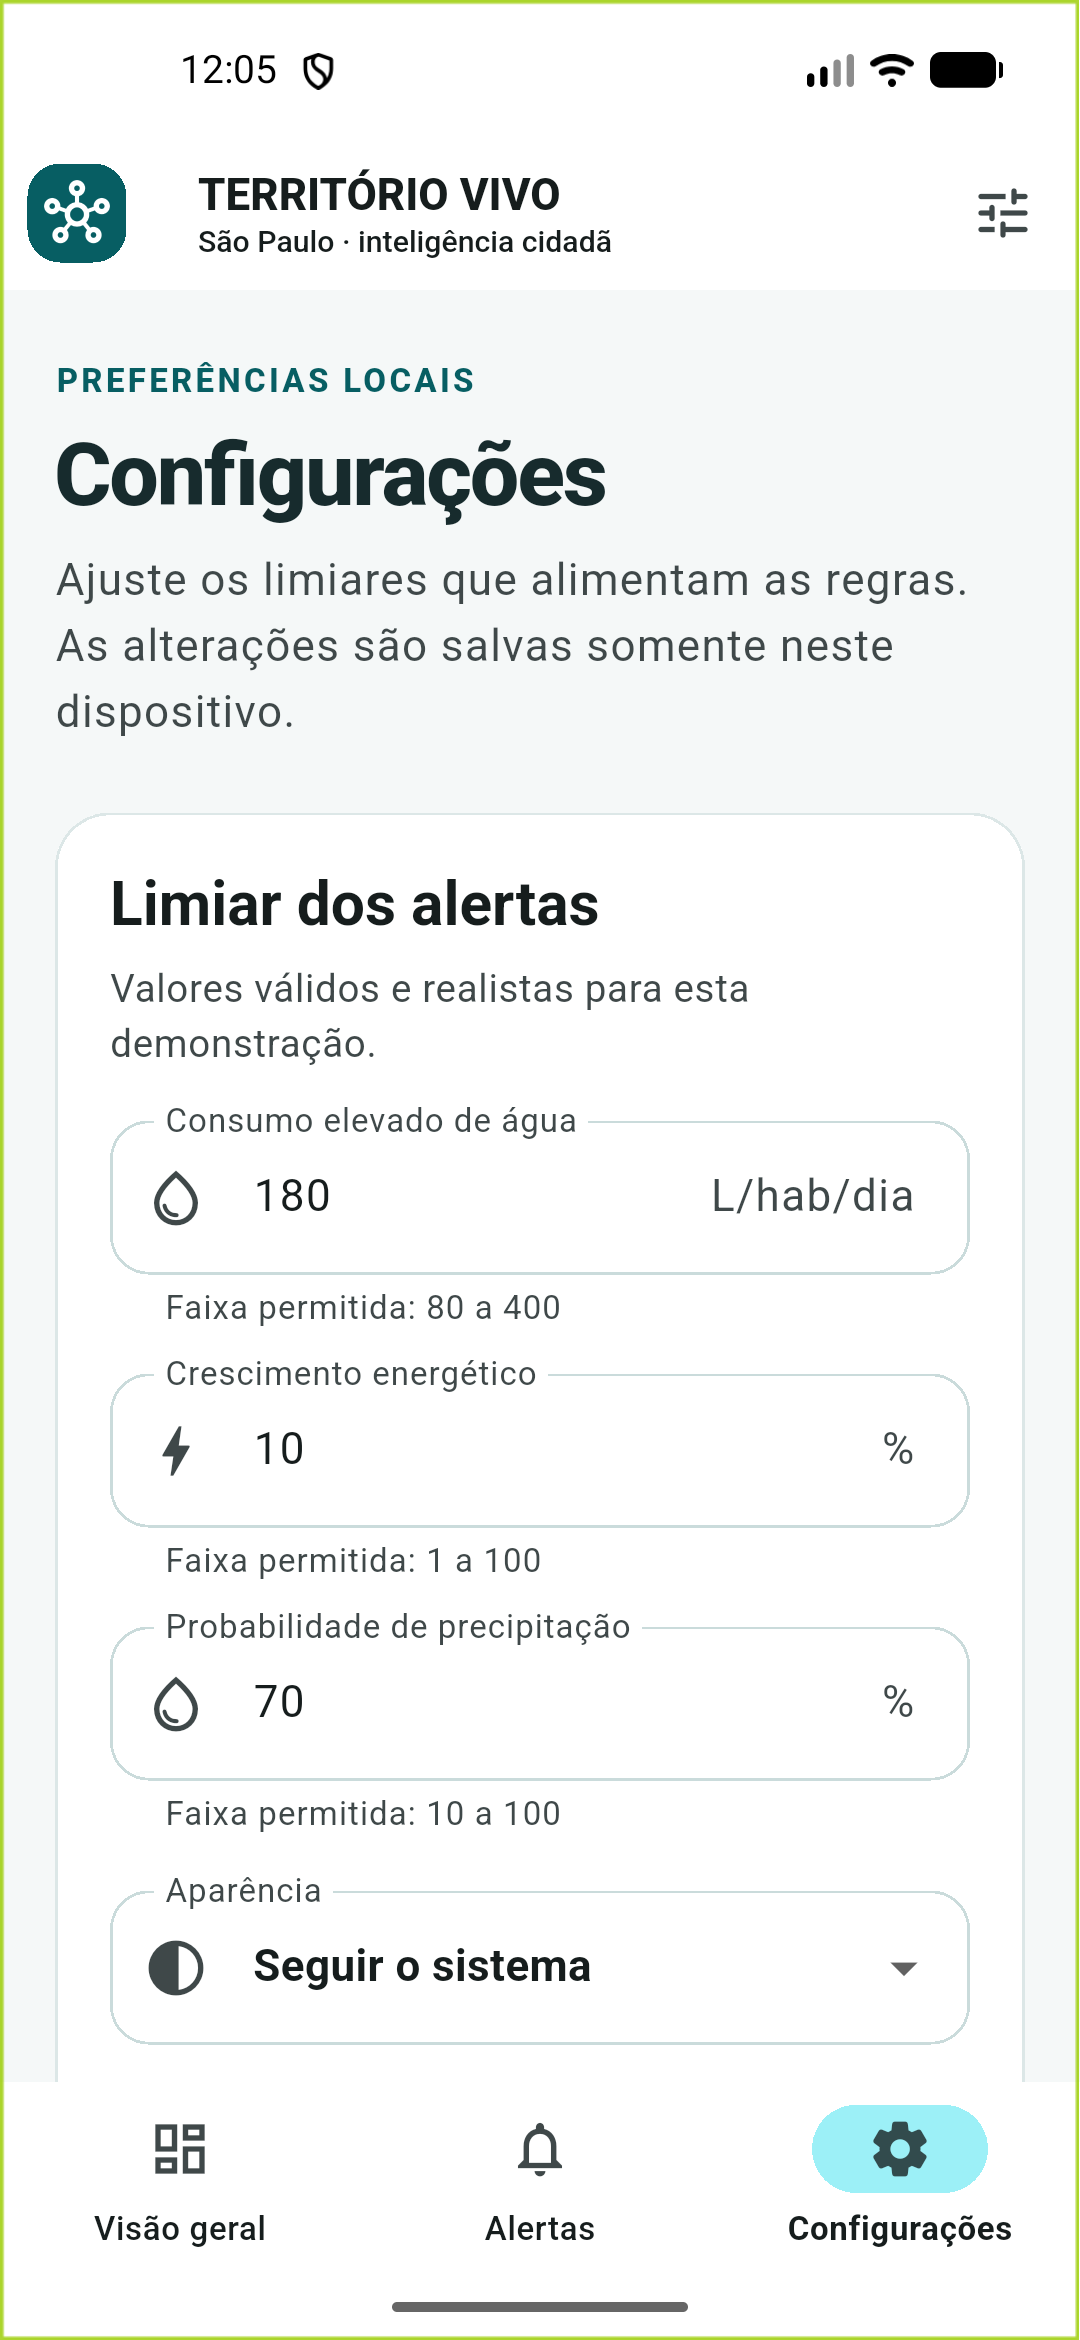 12:05
TERRITÓRIO VIVO
São Paulo · inteligência cidadã
PREFERÊNCIAS LOCAIS
Configurações
Ajuste os limiares que alimentam as regras.
As alterações são salvas somente neste
dispositivo.
Limiar dos alertas
Valores válidos e realistas para esta
demonstração.
Consumo elevado de água
180 L/hab/dia
Faixa permitida: 80 a 400
Crescimento energético
10 %
Faixa permitida: 1 a 100
Probabilidade de precipitação
70 %
Faixa permitida: 10 a 100
Aparência
Seguir o sistema
Visão geral Alertas Configurações